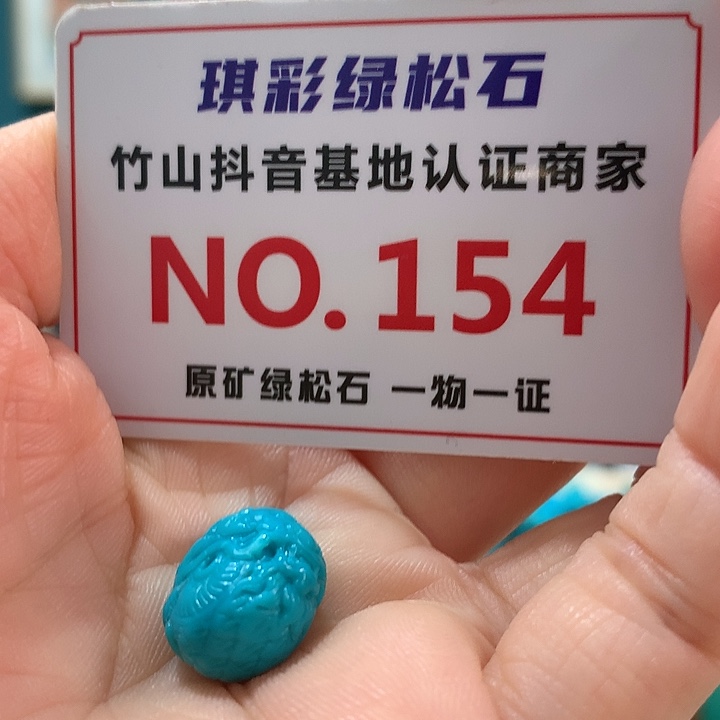 琪彩绿松石
竹山抖音基地认证商家
NO.154
原矿绿松石 一物一证